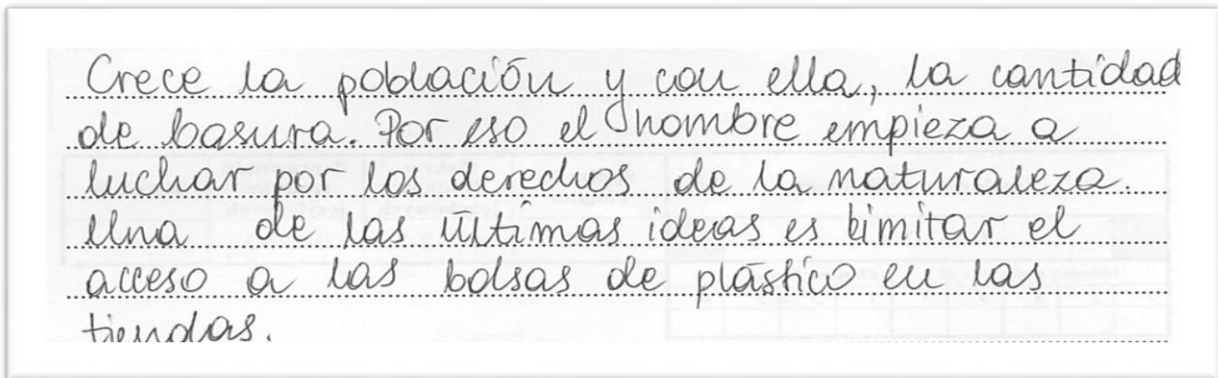 Crece la población y con ella, la cantidad
de basura. Por eso el hombre empieza a
luchar por los derechos de la naturaleza.
Una de las últimas ideas es limitar el
acceso a las bolsas de plástico en las
tiendas.